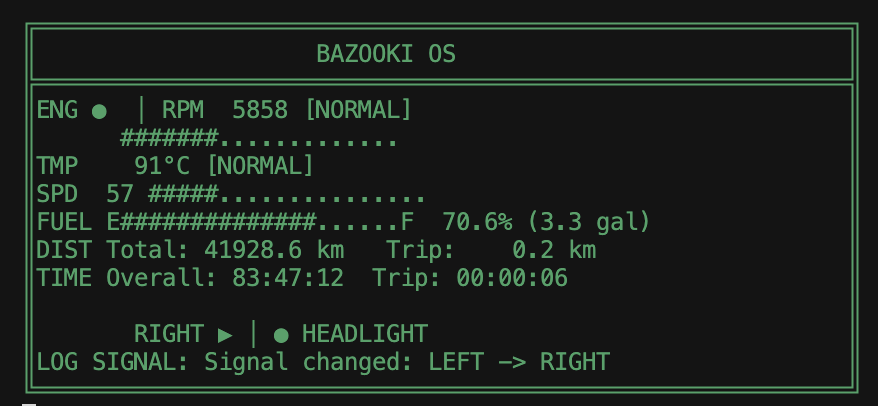 BAZOOKI OS
ENG ● │ RPM 5858 [NORMAL]
#######.............
TMP 91°C [NORMAL]
SPD 57 #####...............
FUEL E##############......F 70.6% (3.3 gal)
DIST Total: 41928.6 km Trip: 0.2 km
TIME Overall: 83:47:12 Trip: 00:00:06
RIGHT ▶ │ ● HEADLIGHT
LOG SIGNAL: Signal changed: LEFT -> RIGHT